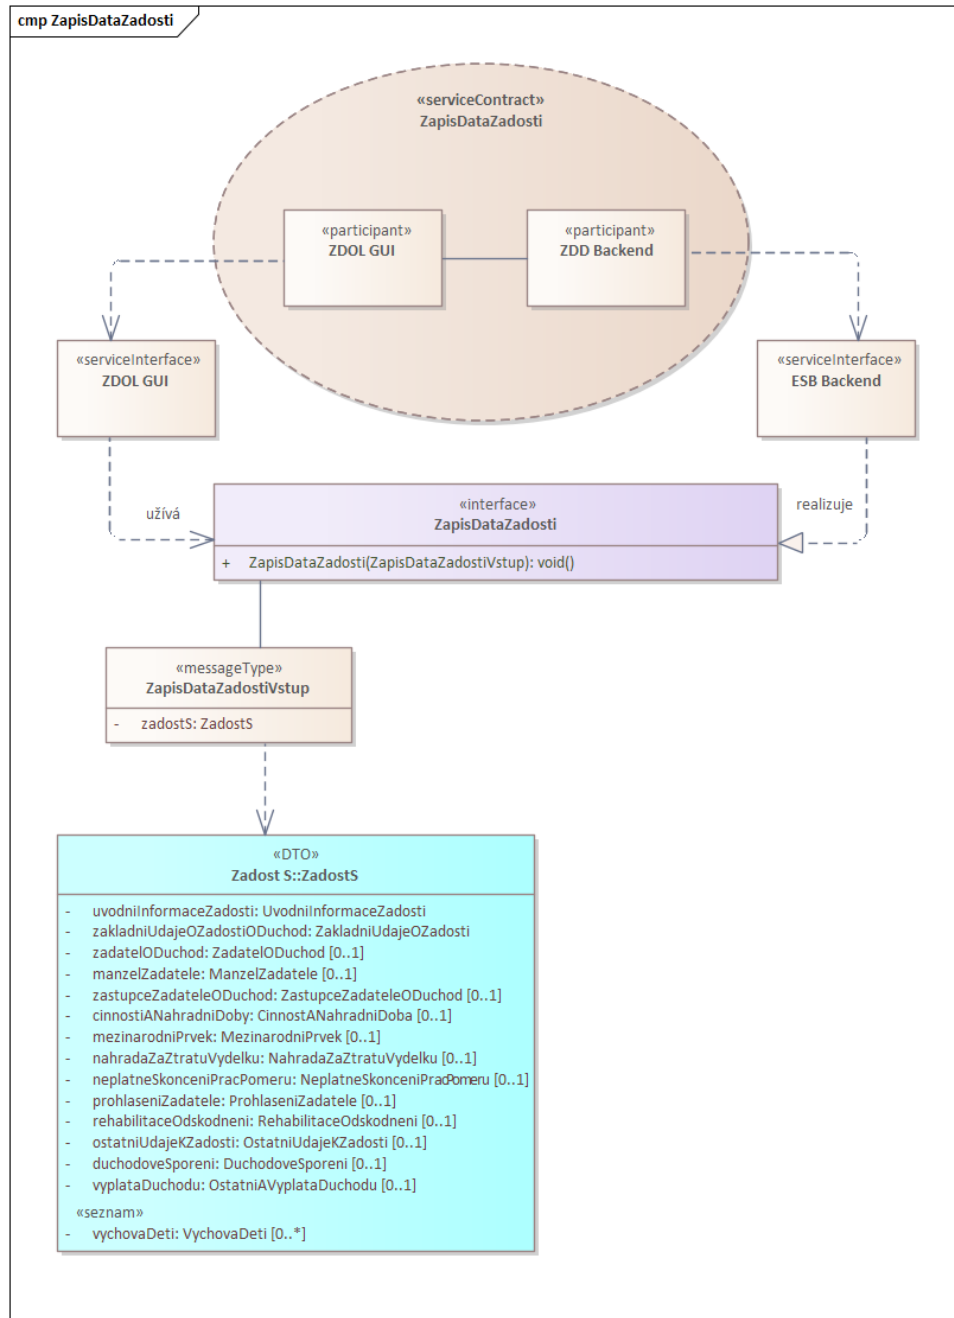 cmp ZapisDataZadosti
«serviceContract»
ZapisDataZadosti
«participant»
ZDOL GUI
«participant»
ZDD Backend
«serviceInterface»
ZDOL GUI
«serviceInterface»
ESB Backend
užívá
realizuje
«interface»
ZapisDataZadosti
+ ZapisDataZadosti(ZapisDataZadostiVstup): void()
«messageType»
ZapisDataZadostiVstup
- zadostS: ZadostS
«DTO»
Zadost S::ZadostS
- uvodniInformaceZadosti: UvodniInformaceZadosti
- zakladniUdajeOZadostiODuchod: ZakladniUdajeOZadosti
- zadatelODuchod: ZadatelODuchod [0..1]
- manzelZadatele: ManzelZadatele [0..1]
- zastupceZadateleODuchod: ZastupceZadateleODuchod [0..1]
- cinnostiANahradniDoby: CinnostANahradniDoba [0..1]
- mezinarodniPrvek: MezinarodniPrvek [0..1]
- nahradaZaZtratuVydelku: NahradaZaZtratuVydelku [0..1]
- neplatneSkonceniPracPomeru: NeplatneSkonceniPracPomeru [0..1]
- prohlaseniZadatele: ProhlaseniZadatele [0..1]
- rehabilitaceOdskodneni: RehabilitaceOdskodneni [0..1]
- ostatniUdajeKZadosti: OstatniUdajeKZadosti [0..1]
- duchodoveSporeni: DuchodoveSporeni [0..1]
- vyplataDuchodu: OstatniAVyplataDuchodu [0..1]
«seznam»
- vychovaDeti: VychovaDeti [0..*]